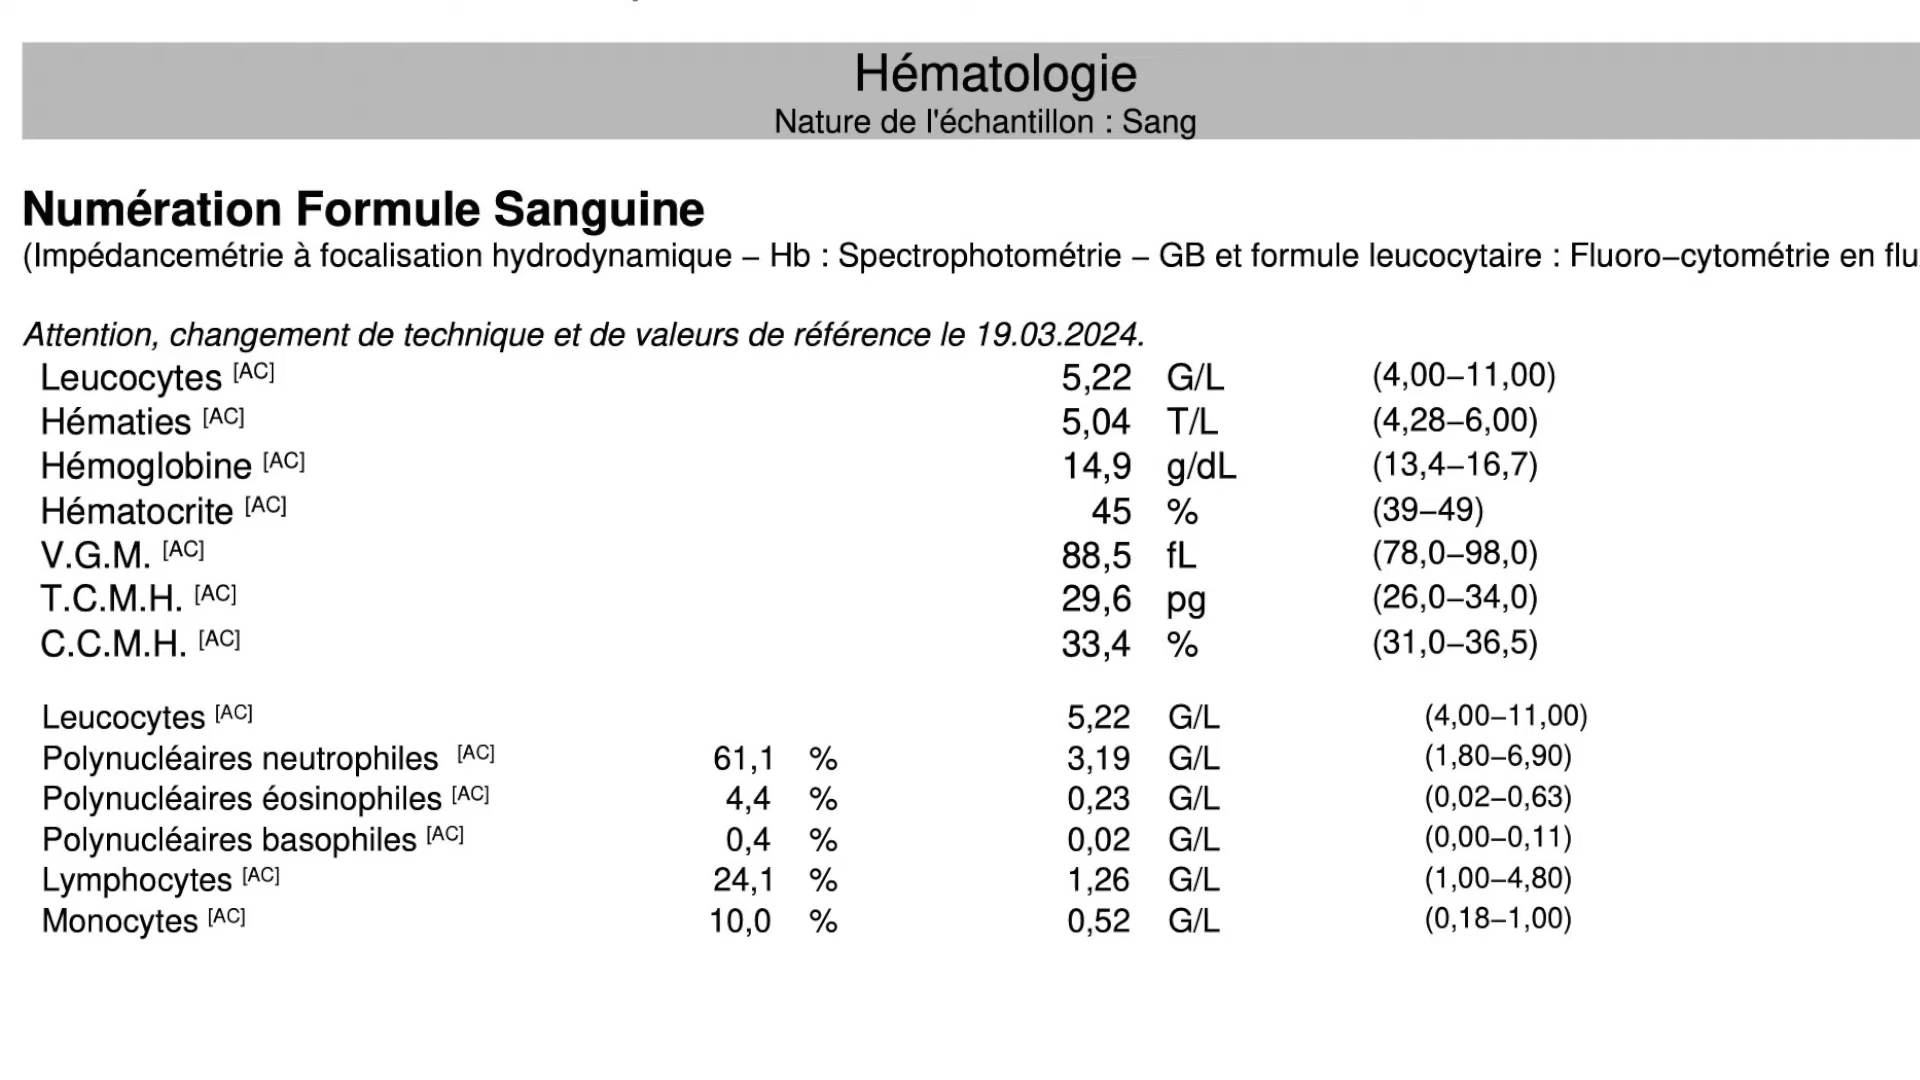 Hématologie
Nature de l'échantillon : Sang
Numération Formule Sanguine
(Impédancemétrie à focalisation hydrodynamique – Hb : Spectrophotométrie – GB et formule leucocytaire : Fluoro–cytométrie en
Attention, changement de technique et de valeurs de référence le 19.03.2024.
Leucocytes [AC] 5,22 G/L (4,00–11,00)
Hématies [AC] 5,04 T/L (4,28–6,00)
Hémoglobine [AC] 14,9 g/dL (13,4–16,7)
Hématocrite [AC] 45 % (39–49)
V.G.M. [AC] 88,5 fL (78,0–98,0)
T.C.M.H. [AC] 29,6 pg (26,0–34,0)
C.C.M.H. [AC] 33,4 % (31,0–36,5)
Leucocytes [AC] 5,22 G/L (4,00–11,00)
Polynucléaires neutrophiles [AC] 61,1 % 3,19 G/L (1,80–6,90)
Polynucléaires éosinophiles [AC] 4,4 % 0,23 G/L (0,02–0,63)
Polynucléaires basophiles [AC] 0,4 % 0,02 G/L (0,00–0,11)
Lymphocytes [AC] 24,1 % 1,26 G/L (1,00–4,80)
Monocytes [AC] 10,0 % 0,52 G/L (0,18–1,00)